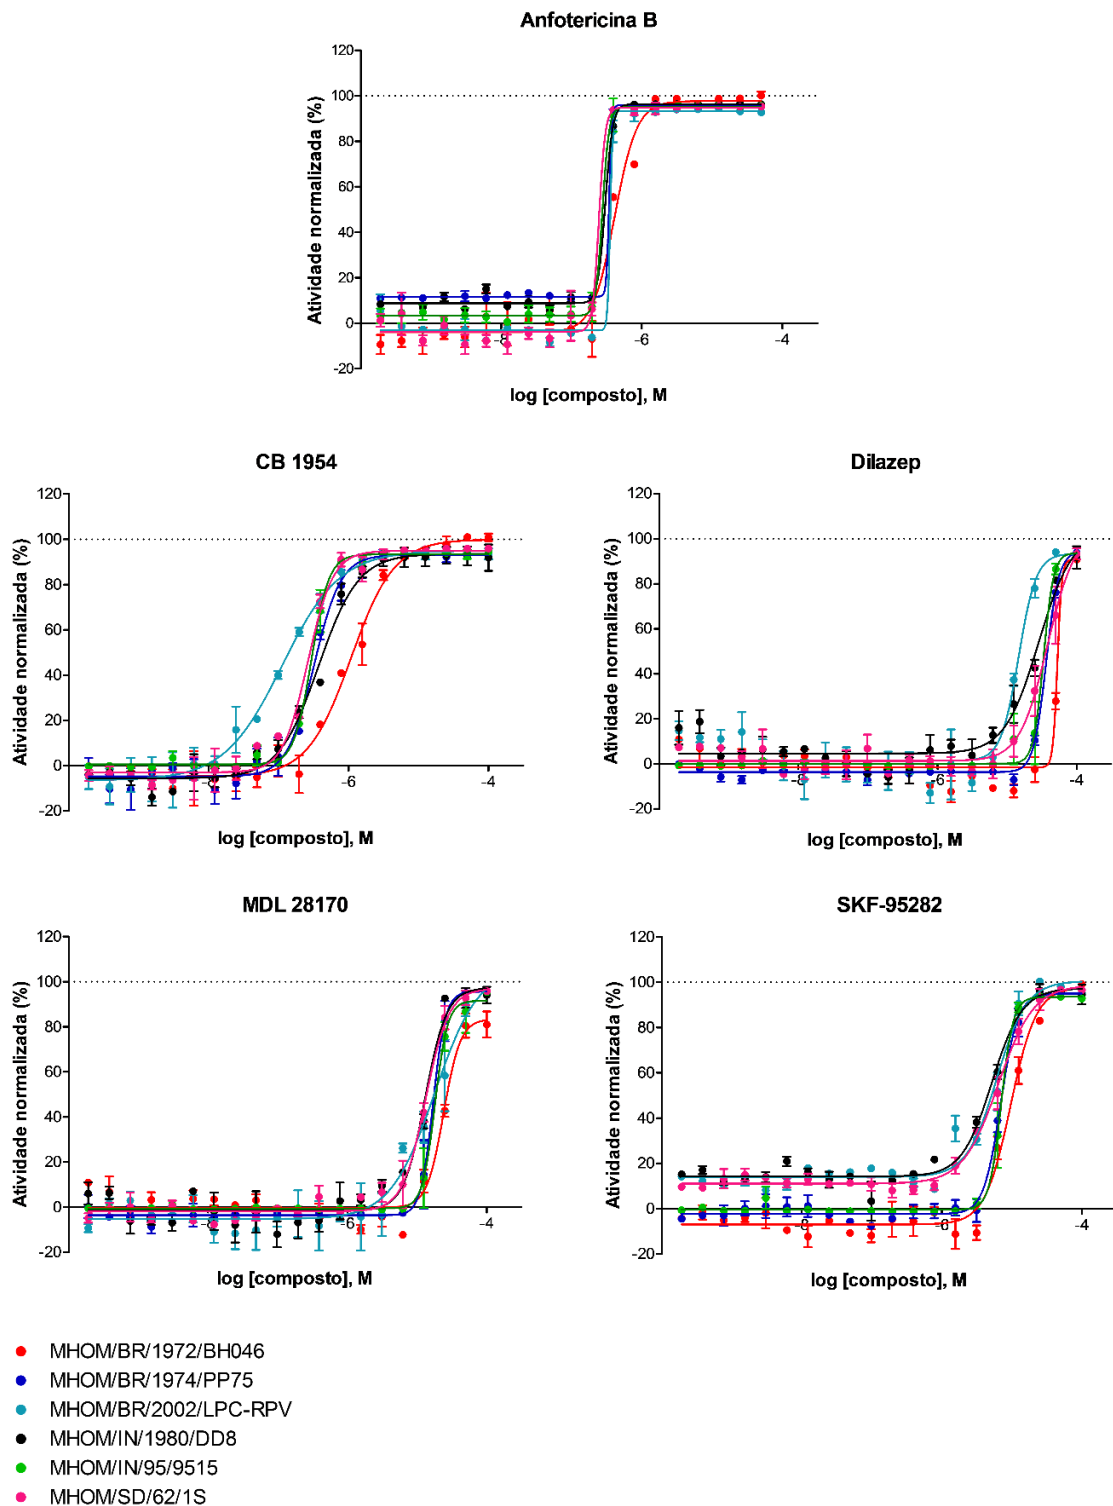 Anfotericina B
120
100
80
60
40
20
0
-20
Atividade normalizada (%)
-8
-6
-4
log [composto], M
CB 1954
120
100
80
60
40
20
0
-20
Atividade normalizada (%)
-8
-6
-4
log [composto], M
Dilazep
120
100
80
60
40
20
0
-20
Atividade normalizada (%)
-8
-6
-4
log [composto], M
MDL 28170
120
100
80
60
40
20
0
-20
Atividade normalizada (%)
-8
-6
-4
log [composto], M
SKF-95282
120
100
80
60
40
20
0
-20
Atividade normalizada (%)
-8
-6
-4
log [composto], M
MHOM/BR/1972/BH046
MHOM/BR/1974/PP75
MHOM/BR/2002/LPC-RPV
MHOM/IN/1980/DD8
MHOM/IN/95/9515
MHOM/SD/62/1S